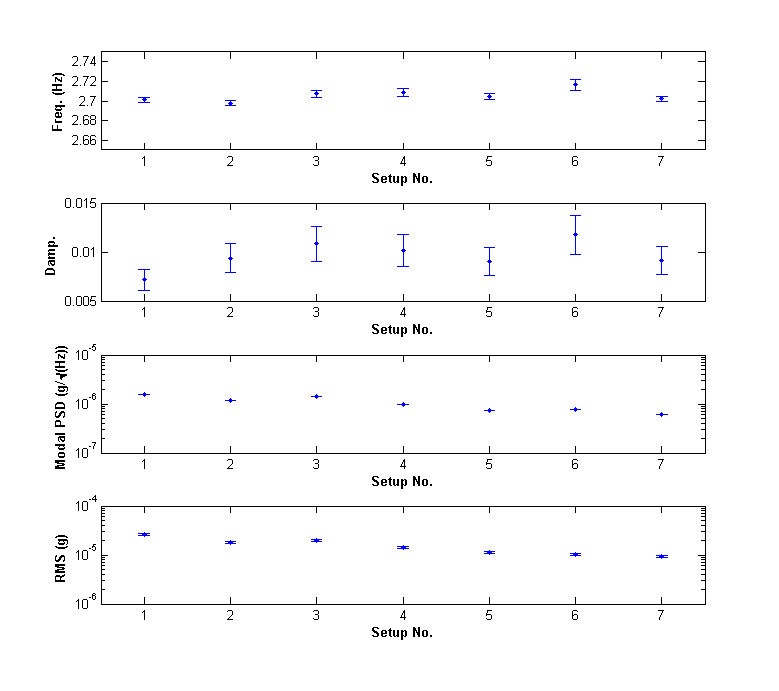 2.74
2.72
2.7
2.68
2.66
Freq. (Hz)
1 2 3 4 5 6 7
Setup No.
0.015
0.01
0.005
Damp.
1 2 3 4 5 6 7
Setup No.
10^-5
10^-6
10^-7
Modal PSD (g/√(Hz))
1 2 3 4 5 6 7
Setup No.
10^-4
10^-5
10^-6
RMS (g)
1 2 3 4 5 6 7
Setup No.